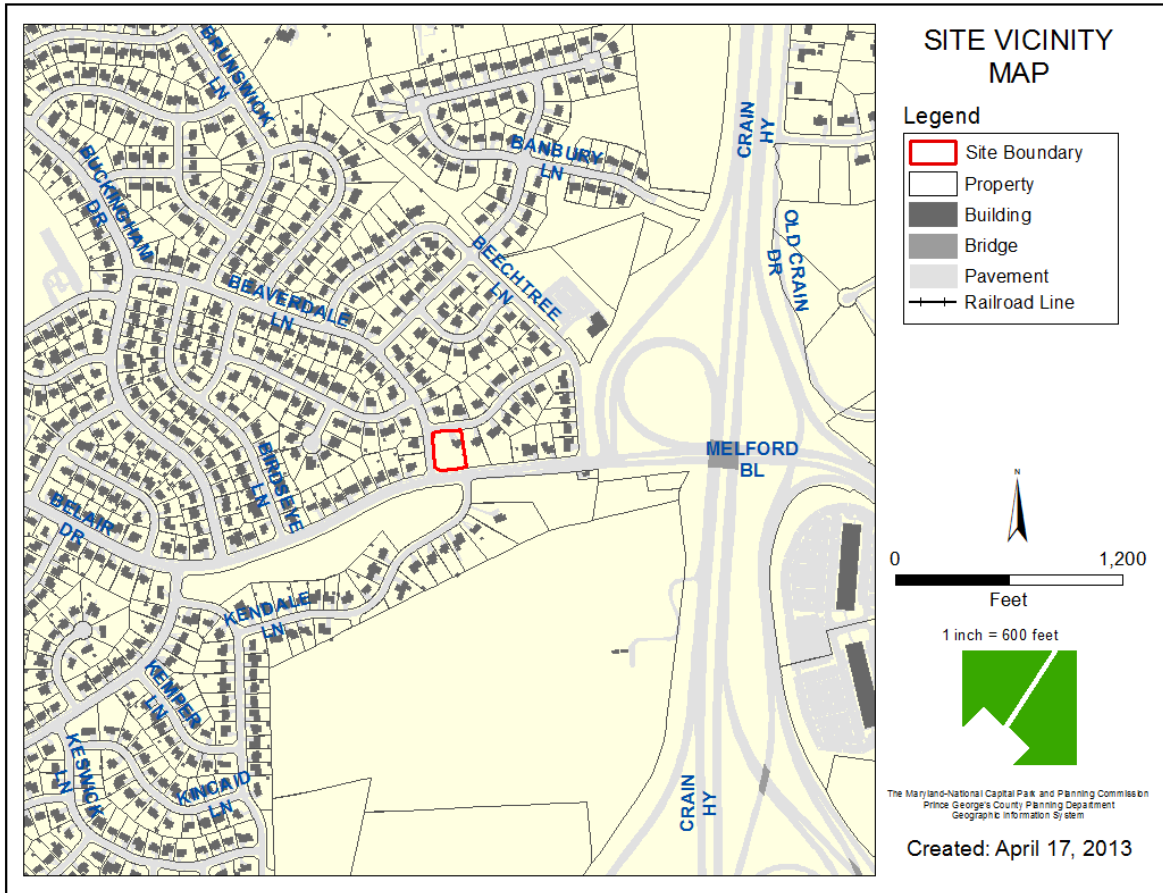 SITE VICINITY
MAP
Legend
Site Boundary
Property
Building
Bridge
Pavement
Railroad Line
N
0 1,200
Feet
1 inch = 600 feet
The Maryland-National Capital Park and Planning Commission
Prince George's County Planning Department
Geographic Information System
Created: April 17, 2013
BRUNSWICK
LN
BUCKINGHAM
DR
BANBURY
LN
CRAIN
HY
OLD CRAIN
DR
BEECHTREE
LN
BEAVERDALE
LN
MELFORD
BL
BIRDSEYE
LN
BELAIR
DR
KENDALE
LN
KEMPER
LN
KESWICK
LN
KINCAID
LN
CRAIN
HY